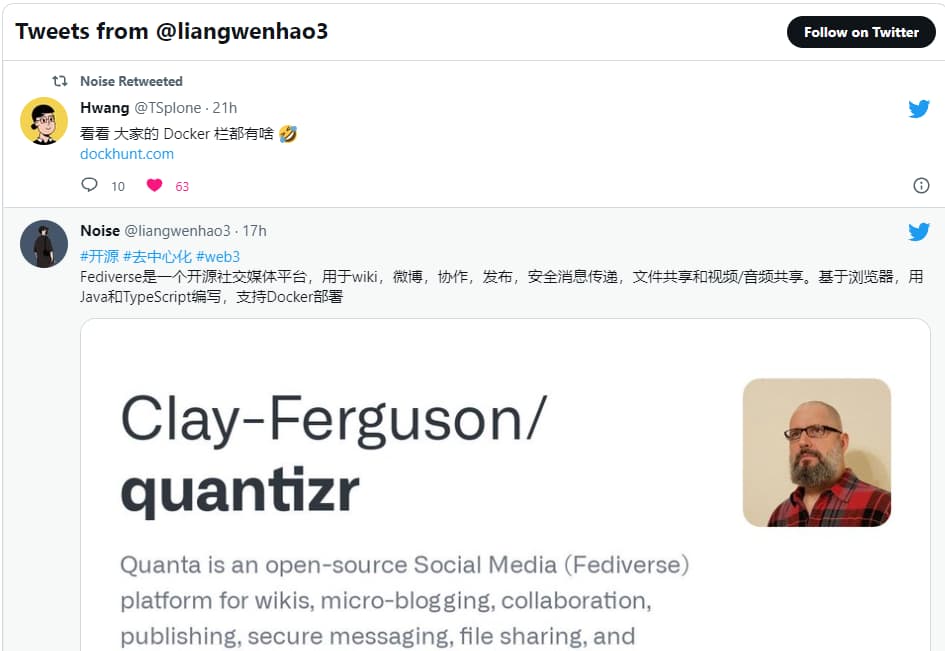 Tweets from @liangwenhao3
Follow on Twitter
Noise Retweeted
Hwang @TSplone · 21h
看看 大家的 Docker 栏都有啥 🤣
dockhunt.com
10 63
Noise @liangwenhao3 · 17h
#开源 #去中心化 #web3
Fediverse是一个开源社交媒体平台，用于wiki，微博，协作，发布，安全消息传递，文件共享和视频/音频共享。基于浏览器，用
Java和TypeScript编写，支持Docker部署
Clay-Ferguson/
quantizr
Quanta is an open-source Social Media (Fediverse)
platform for wikis, micro-blogging, collaboration,
publishing, secure messaging, file sharing, and